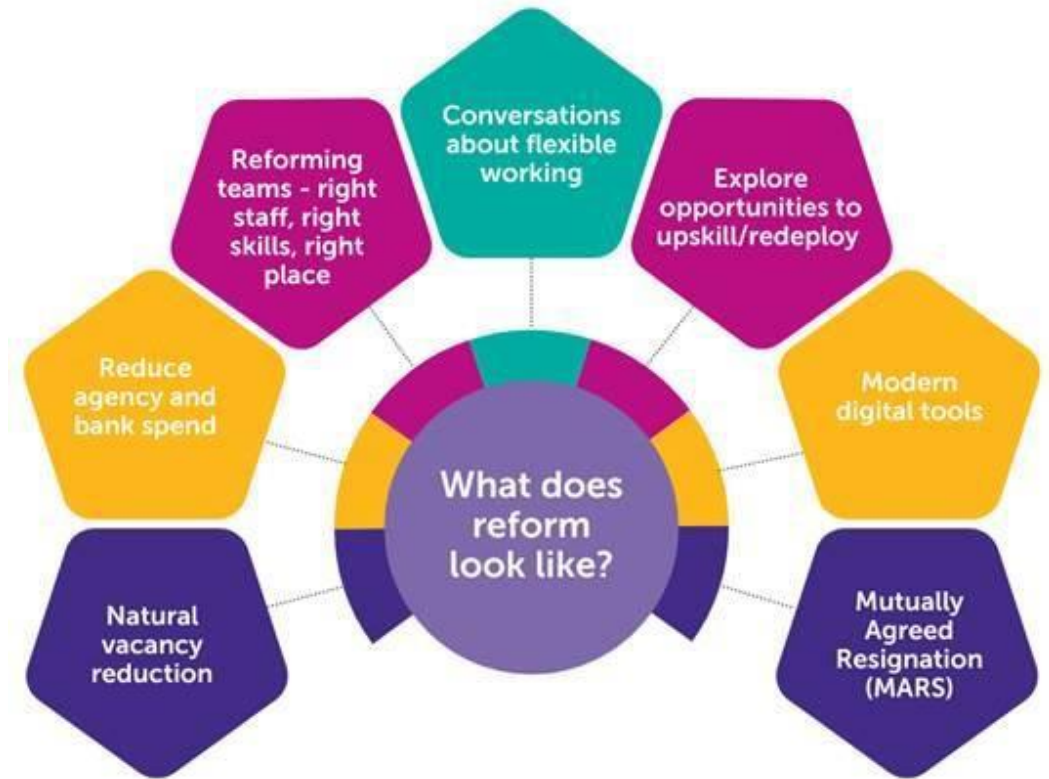 Conversations
about flexible
working
Reforming
teams - right
staff, right
skills, right
place
Explore
opportunities to
upskill/redeploy
Reduce
agency and
bank spend
Modern
digital tools
What does
reform
look like?
Natural
vacancy
reduction
Mutually
Agreed
Resignation
(MARS)